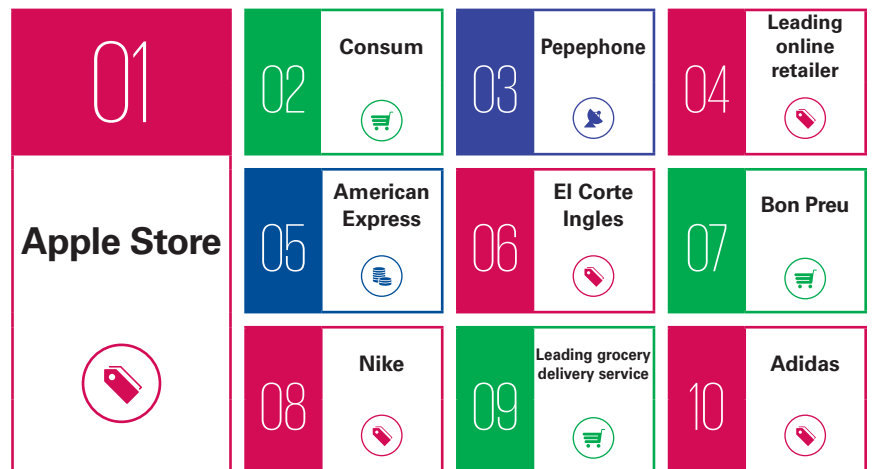 01
Apple Store
02
Consum
03
Pepephone
04
Leading
online
retailer
05
American
Express
06
El Corte
Ingles
07
Bon Preu
08
Nike
09
Leading grocery
delivery service
10
Adidas